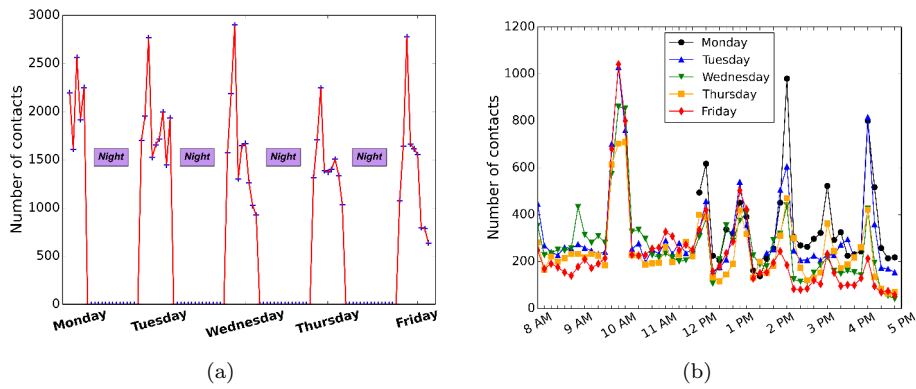 3000
2500
2000
1500
1000
500
0
Number of contacts
Night
Night
Night
Night
Monday
Tuesday
Wednesday
Thursday
Friday
(a)
1200
1000
800
600
400
200
0
Number of contacts
Monday
Tuesday
Wednesday
Thursday
Friday
8 AM
9 AM
10 AM
11 AM
12 PM
1 PM
2 PM
3 PM
4 PM
5 PM
(b)